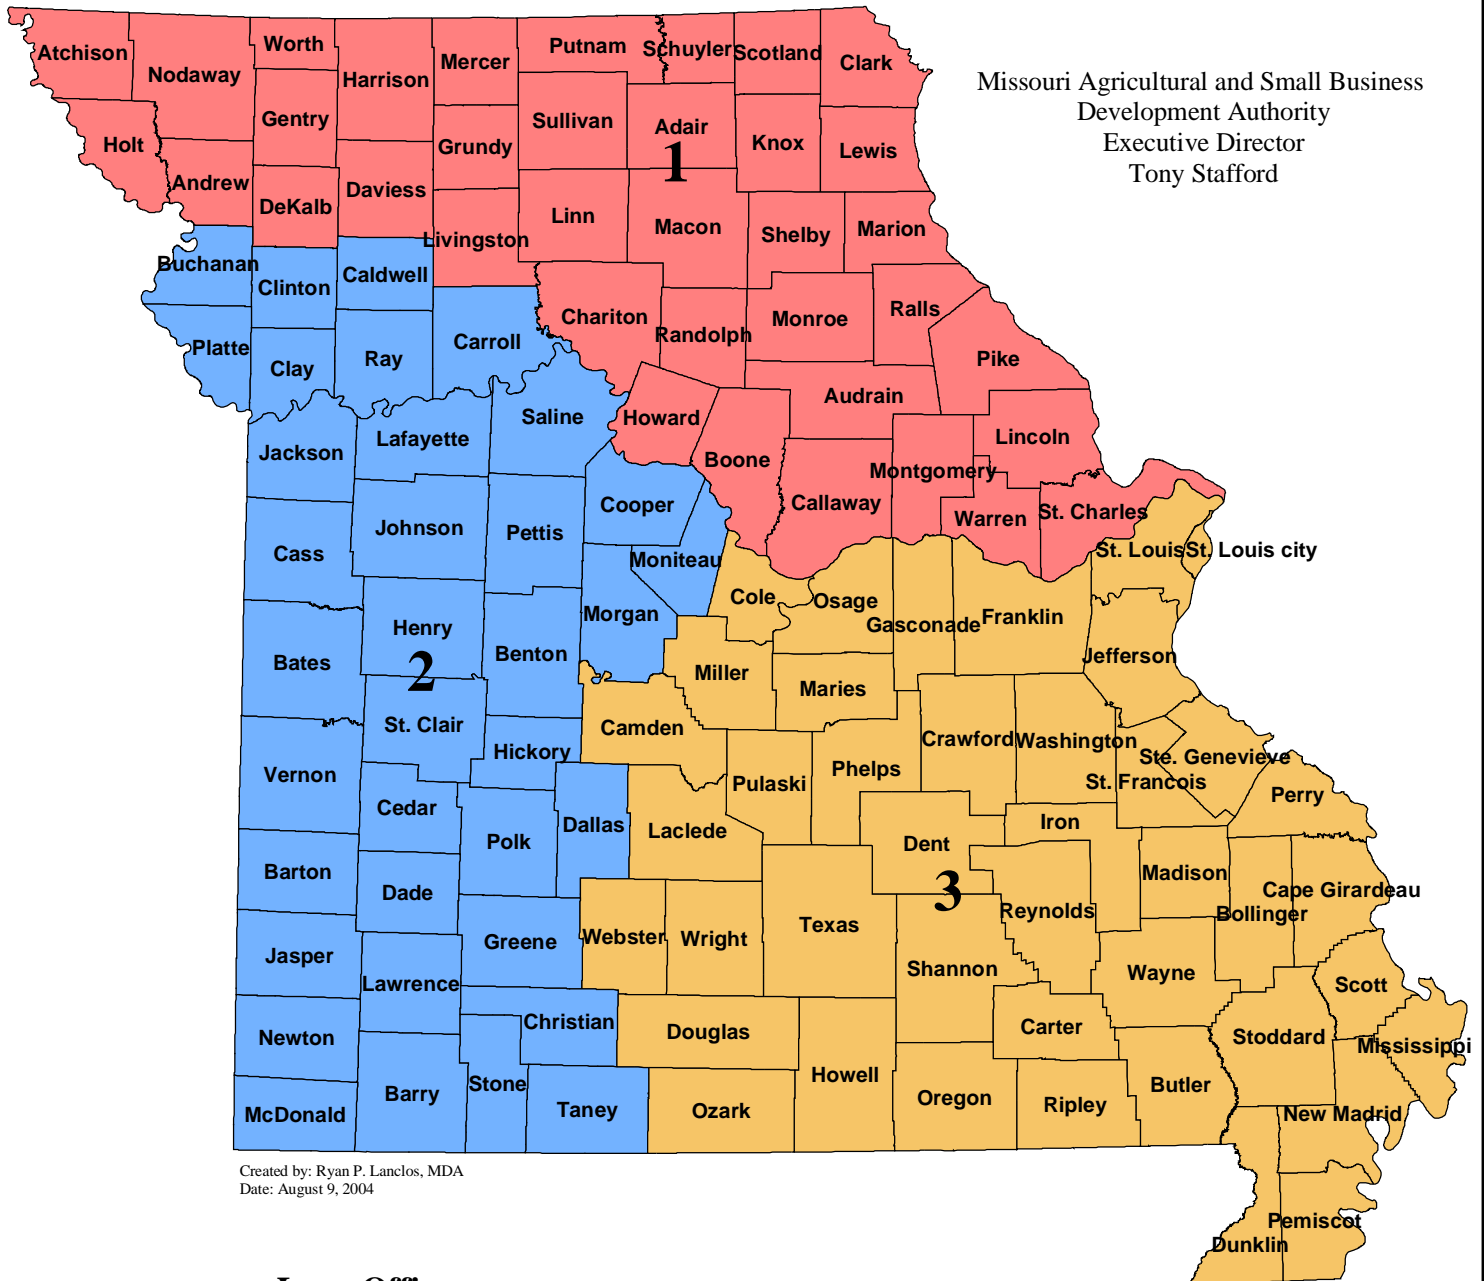 Missouri Agricultural and Small Business
Development Authority
Executive Director
Tony Stafford
Atchison
Nodaway
Worth
Harrison
Mercer
Putnam
Schuyler
Scotland
Clark
Gentry
Holt
Andrew
DeKalb
Daviess
Grundy
Sullivan
Adair
1
Knox
Lewis
Livingston
Linn
Macon
Shelby
Marion
Buchanan
Clinton
Caldwell
Chariton
Randolph
Monroe
Ralls
Pike
Platte
Clay
Ray
Carroll
Saline
Howard
Boone
Audrain
Lincoln
Jackson
Lafayette
Cooper
Callaway
Montgomery
Warren
St. Charles
Cass
Johnson
Pettis
Moniteau
Morgan
Cole
Osage
Gasconade
Franklin
St. Louis
St. Louis city
Bates
Henry
2
Benton
Miller
Maries
Jefferson
St. Clair
Hickory
Camden
Vernon
Cedar
Polk
Dallas
Laclede
Pulaski
Phelps
Crawford
Washington
Ste. Genevieve
St. Francois
Perry
Barton
Dade
Dent
3
Iron
Madison
Cape Girardeau
Bollinger
Jasper
Lawrence
Greene
Webster
Wright
Texas
Shannon
Reynolds
Wayne
Scott
Newton
Christian
Douglas
Howell
Carter
Stoddard
Mississippi
McDonald
Barry
Stone
Taney
Ozark
Oregon
Ripley
Butler
New Madrid
Pemiscot
Dunklin
Created by: Ryan P. Lanclos, MDA
Date: August 9, 2004